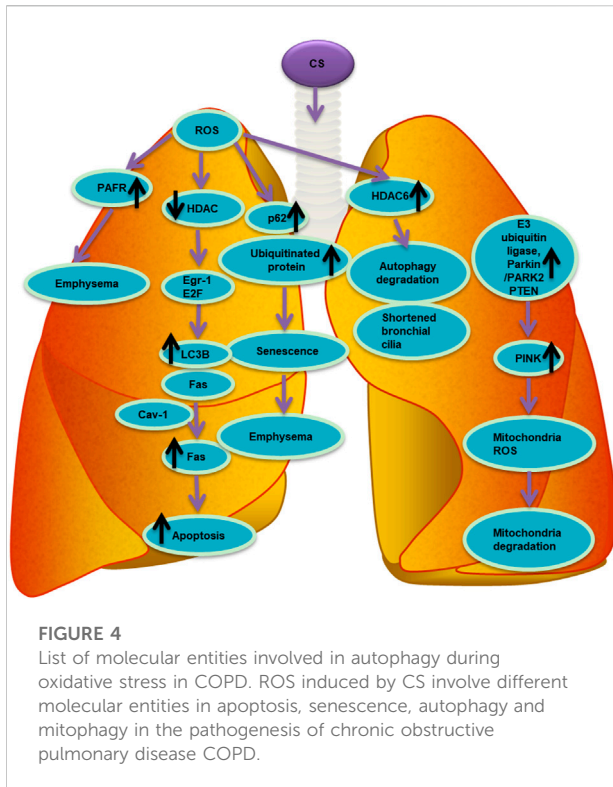 CS
ROS
PAFR
HDAC
p62
HDAC6
Emphysema
Egr-1
E2F
Ubiquitinated
protein
Autophagy
degradation
E3
ubiquitin
ligase,
Parkin
/PARK2
PTEN
LC3B
Fas
Senescence
Shortened
bronchial
cilia
PINK
Cav-1
Fas
Emphysema
Mitochondria
ROS
Apoptosis
Mitochondria
degradation
FIGURE 4
List of molecular entities involved in autophagy during
oxidative stress in COPD. ROS induced by CS involve different
molecular entities in apoptosis, senescence, autophagy and
mitophagy in the pathogenesis of chronic obstructive
pulmonary disease COPD.